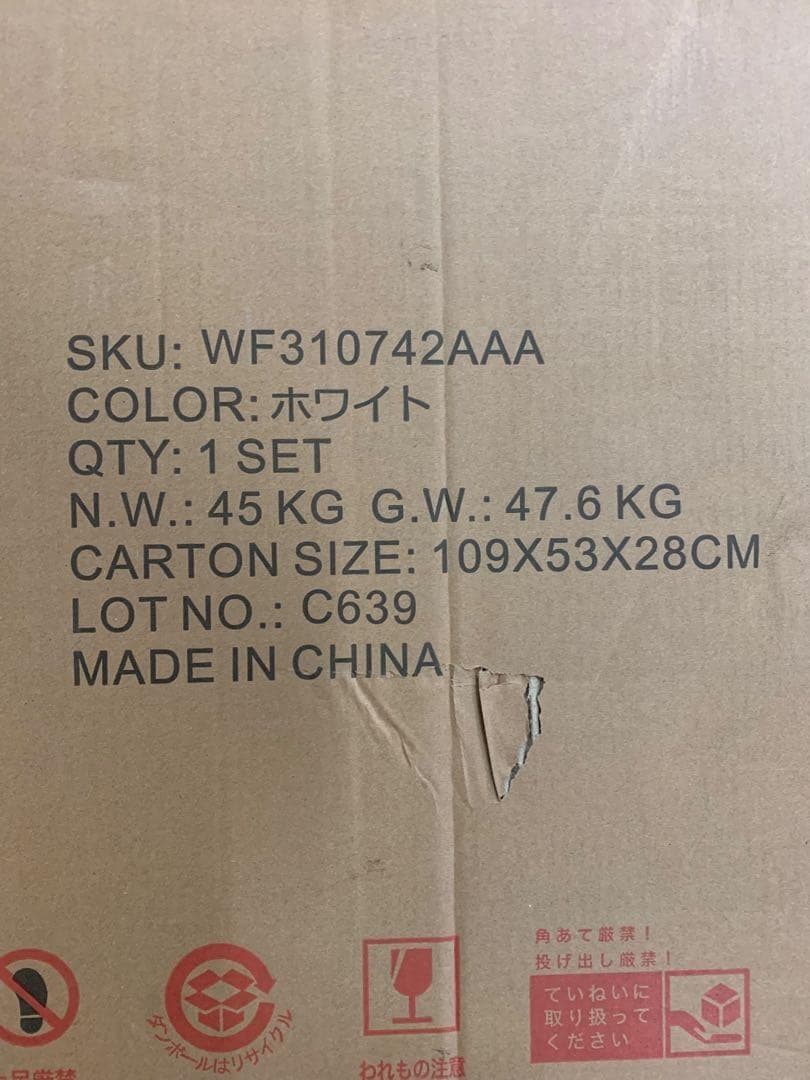 SKU: WF310742AAA
COLOR: ホワイト
QTY: 1 SET
N.W.: 45 KG G.W.: 47.6 KG
CARTON SIZE: 109X53X28CM
LOT NO.: C639
MADE IN CHINA
角あて厳禁！
投げ出し厳禁！
ていねいに
取り扱って
ください
ダンボールはリサイクル
われもの注意
足厳禁